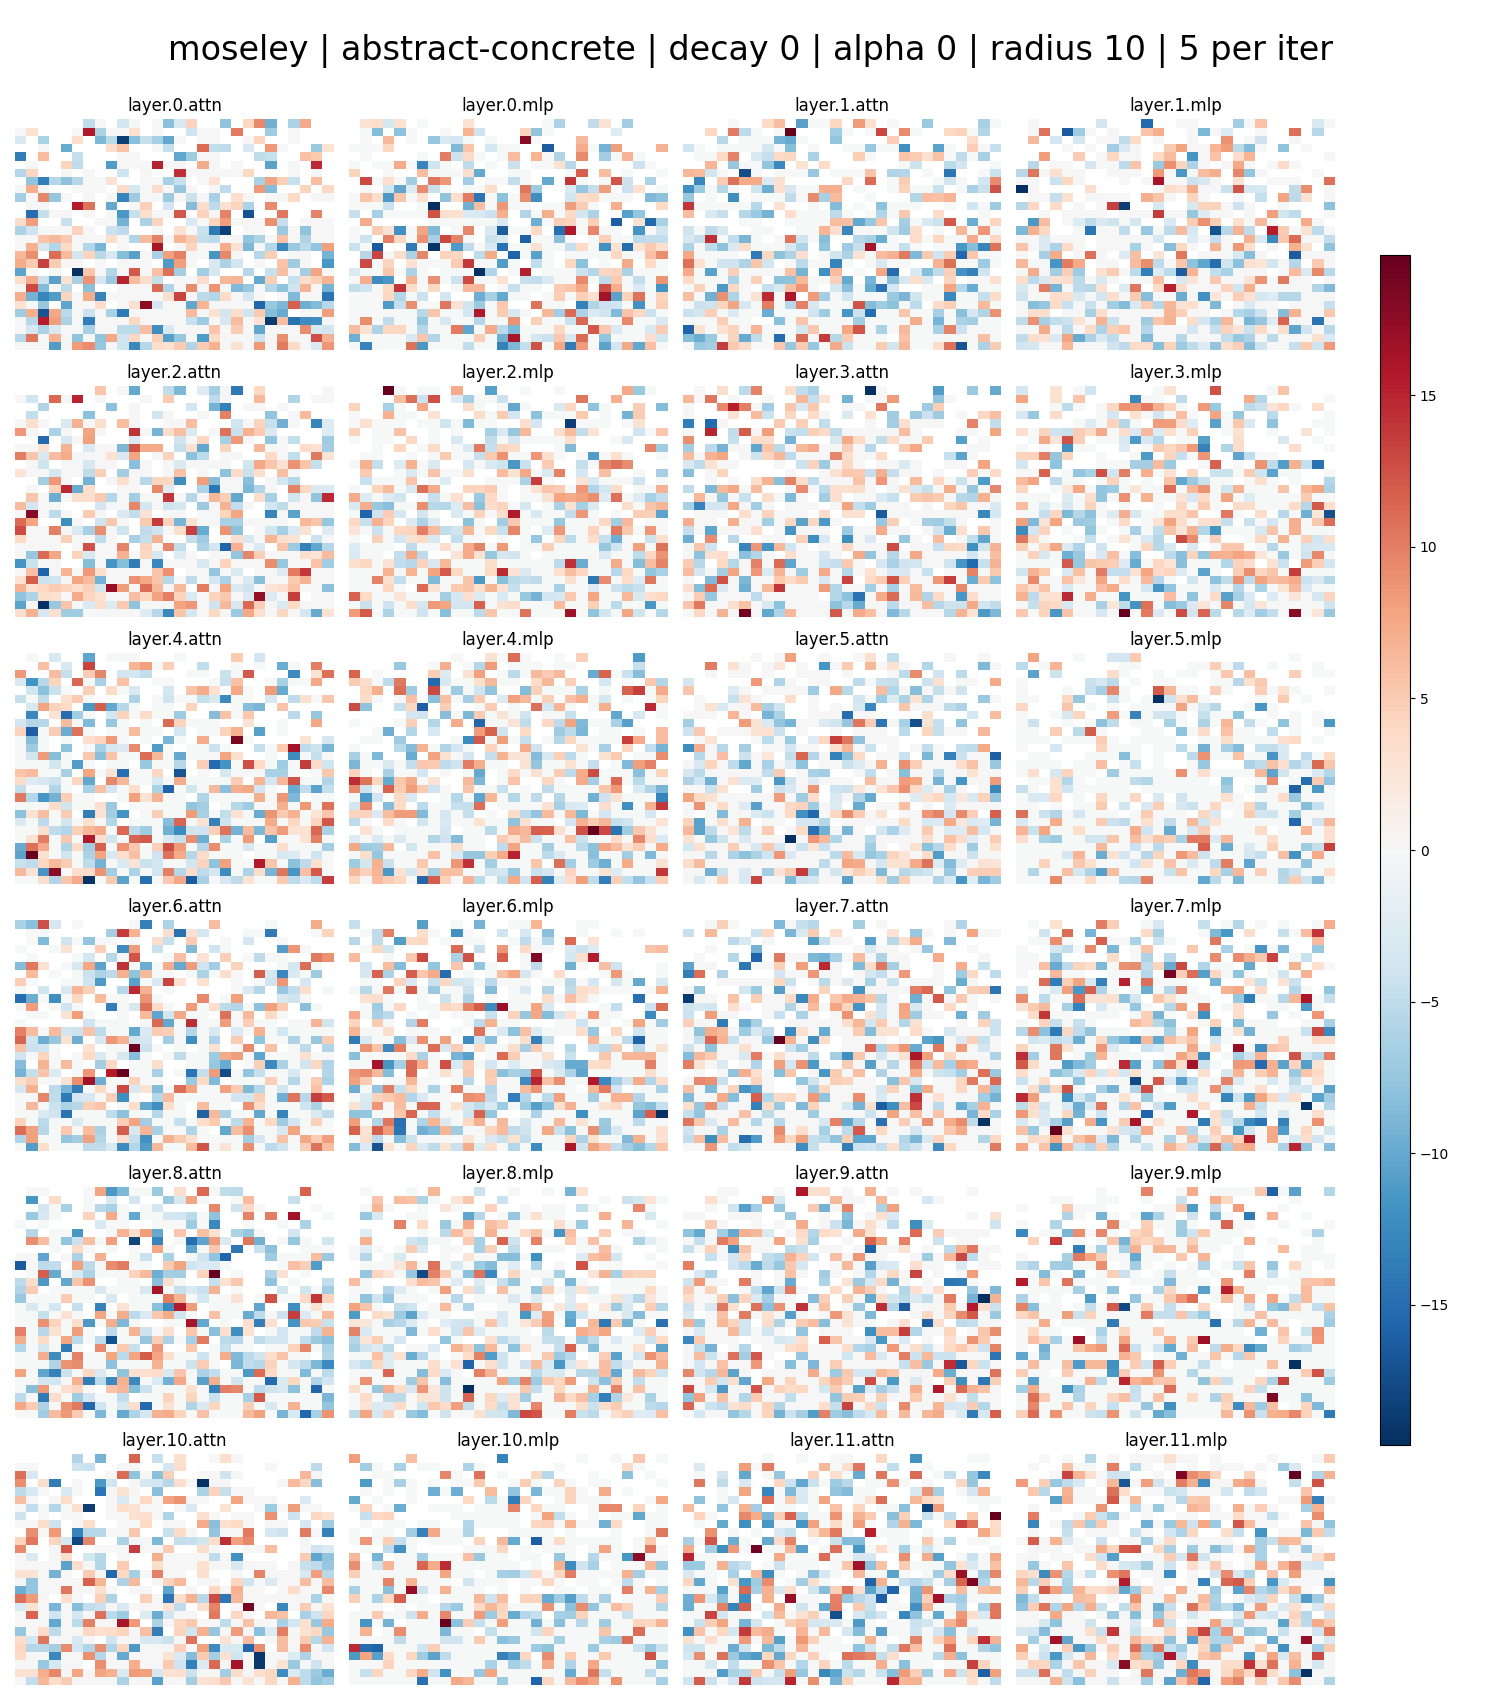 moseley | abstract-concrete | decay 0 | alpha 0 | radius 10 | 5 per iter
layer.0.attn layer.0.mlp layer.1.attn layer.1.mlp
layer.2.attn layer.2.mlp layer.3.attn layer.3.mlp
layer.4.attn layer.4.mlp layer.5.attn layer.5.mlp
layer.6.attn layer.6.mlp layer.7.attn layer.7.mlp
layer.8.attn layer.8.mlp layer.9.attn layer.9.mlp
layer.10.attn layer.10.mlp layer.11.attn layer.11.mlp
15
10
5
0
−5
−10
−15